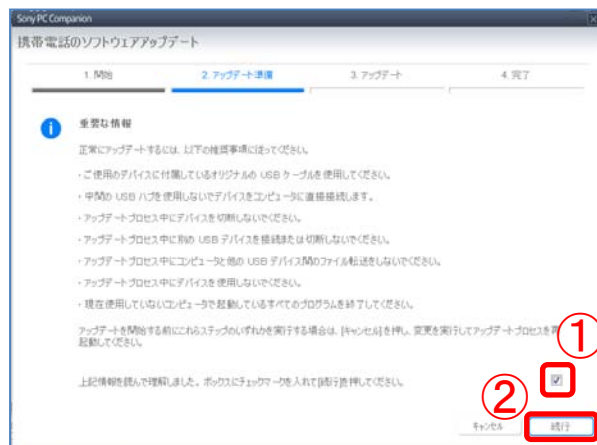 Sony PC Companion
携帯電話のソフトウェアアップデート
1. 開始 2. アップデート準備 3. アップデート 4. 完了
重要な情報
正常にアップデートするには、以下の推奨事項に従ってください。
・ご使用のデバイスに付属しているオリジナルの USB ケーブルを使用してください。
・中間の USB ハブを使用しないでデバイスをコンピュータに直接接続します。
・アップデートプロセス中にデバイスを切断しないでください。
・アップデートプロセス中に別の USB デバイスを接続または切断しないでください。
・アップデートプロセス中にコンピュータと他の USB デバイス間のファイル転送をしないでください。
・アップデートプロセス中にデバイスを使用しないでください。
・現在使用していないコンピュータで起動しているすべてのプログラムを終了してください。
アップデートを開始する前にこれらステップのいずれかを実行する場合は、[キャンセル]を押し、変更を実行してアップデートプロセスを再
起動してください。
①
上記情報を読んで理解しました。ボックスにチェックマークを入れて[続行]を押してください。
②
キャンセル 続行